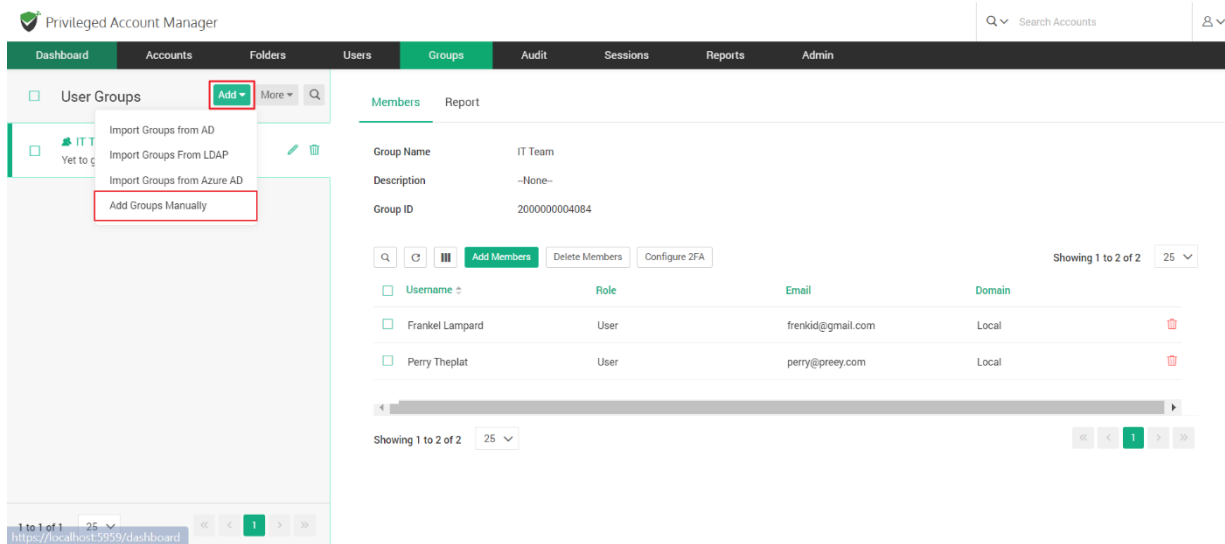 Privileged Account Manager
Search Accounts
Dashboard Accounts Folders Users Groups Audit Sessions Reports Admin
User Groups Add More
Import Groups from AD
Import Groups From LDAP
Import Groups from Azure AD
Add Groups Manually
IT T
Yet to g
Members Report
Group Name IT Team
Description --None--
Group ID 2000000004084
Add Members Delete Members Configure 2FA Showing 1 to 2 of 2 25
Username Role Email Domain
Frankel Lampard User frenkid@gmail.com Local
Perry Theplat User perry@preey.com Local
Showing 1 to 2 of 2 25
« < 1 > »
1 to 1 of 1 25 « < 1 > »
https://localhost:5959/dashboard